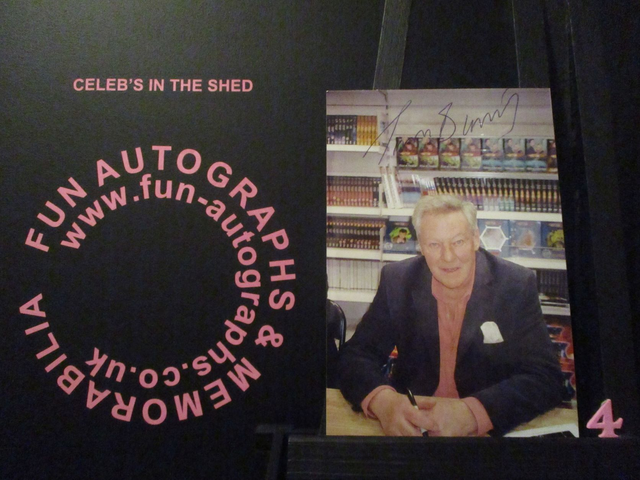 CELEB'S IN THE SHED
FUN AUTOGRAPHS & MEMORABILIA
www.fun-autographs.co.uk
4